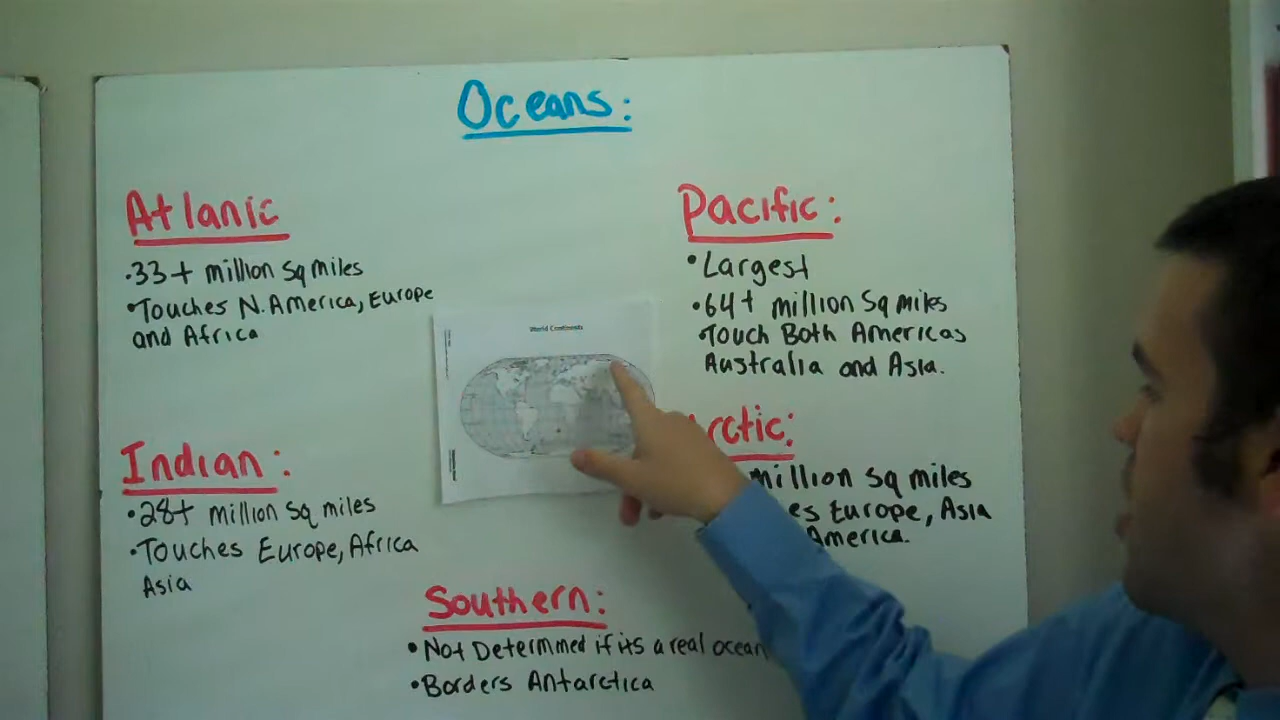 Oceans:
Atlanic
•33+ million Sq miles
•Touches N. America, Europe
and Africa
Pacific:
•Largest
•64+ million Sq miles
•Touch Both Americas
Australia and Asia.
World Continents
Indian:
•28+ million Sq miles
•Touches Europe, Africa
Asia
million Sq miles
Europe, Asia
America.
Southern:
•Not Determined if its a real ocean
•Borders Antarctica